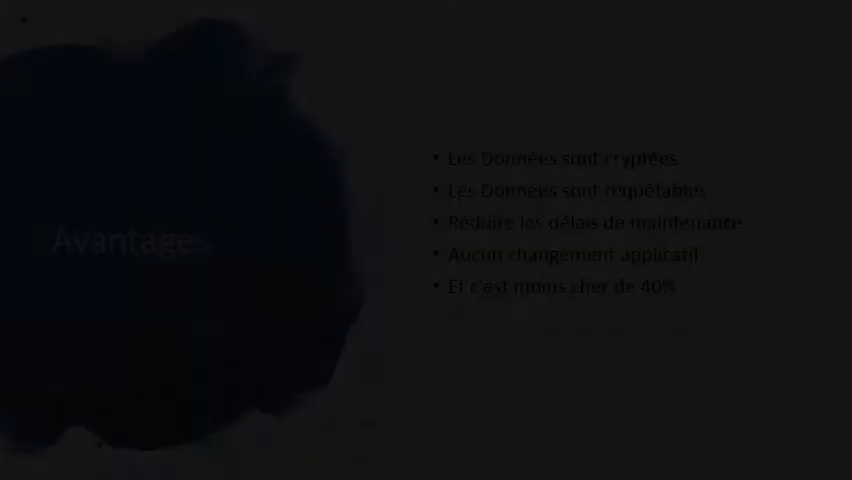 Avantages
• Les Données sont cryptées
• Les Données sont requêtables
• Réduire les délais de maintenance
• Aucun changement applicatif
• Et c'est moins cher de 40%